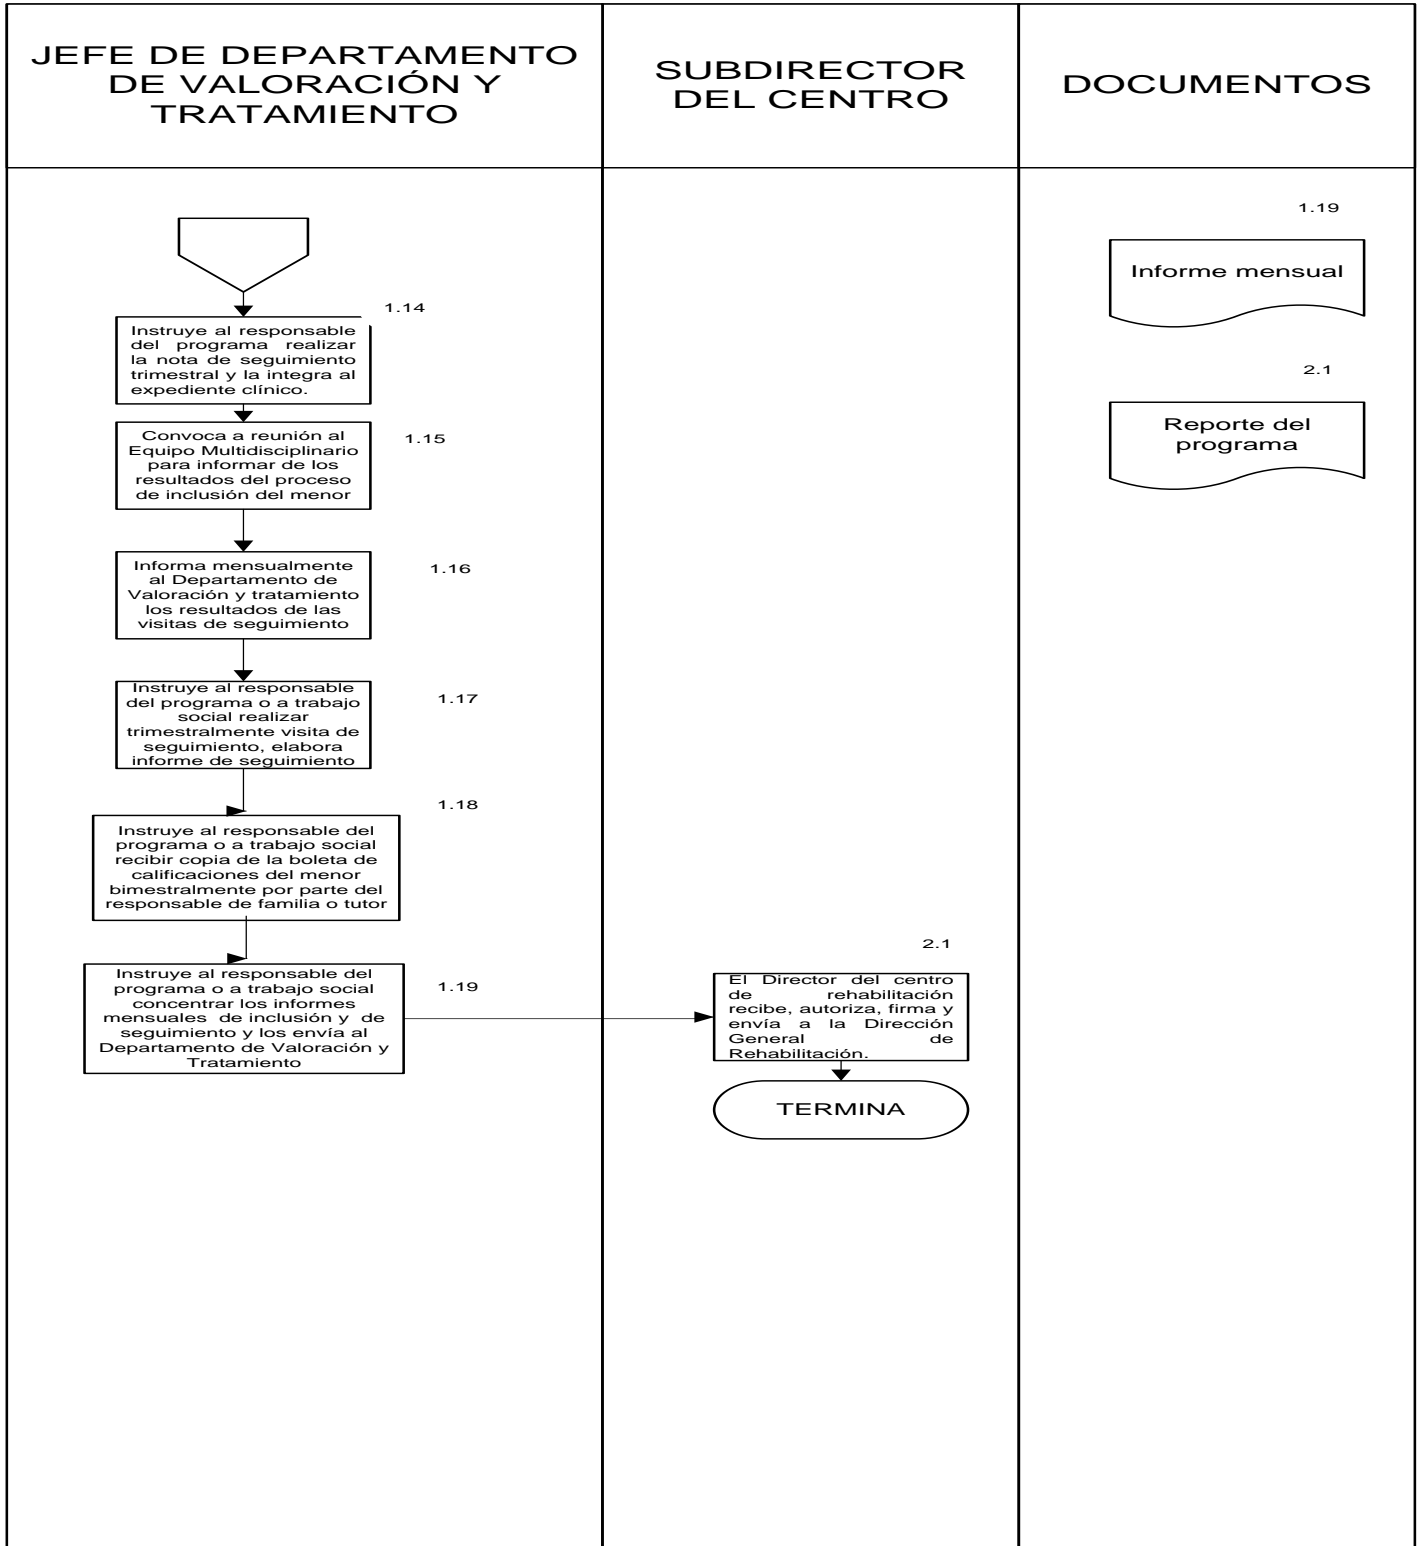 JEFE DE DEPARTAMENTO
DE VALORACIÓN Y
TRATAMIENTO
SUBDIRECTOR
DEL CENTRO
DOCUMENTOS
1.14
Instruye al responsable
del programa realizar
la nota de seguimiento
trimestral y la integra al
expediente clínico.
1.15
Convoca a reunión al
Equipo Multidisciplinario
para informar de los
resultados del proceso
de inclusión del menor
1.16
Informa mensualmente
al Departamento de
Valoración y tratamiento
los resultados de las
visitas de seguimiento
1.17
Instruye al responsable
del programa o a trabajo
social realizar
trimestralmente visita de
seguimiento, elabora
informe de seguimiento
1.18
Instruye al responsable del
programa o a trabajo social
recibir copia de la boleta de
calificaciones del menor
bimestralmente por parte del
responsable de familia o tutor
1.19
Instruye al responsable del
programa o a trabajo social
concentrar los informes
mensuales de inclusión y de
seguimiento y los envía al
Departamento de Valoración y
Tratamiento
2.1
El Director del centro
de rehabilitación
recibe, autoriza, firma y
envía a la Dirección
General de
Rehabilitación.
TERMINA
1.19
Informe mensual
2.1
Reporte del
programa